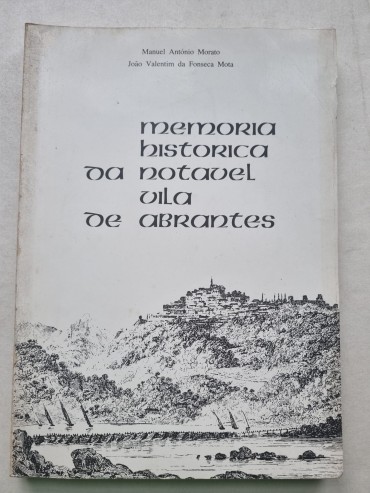 Manuel António Morato
João Valentim da Fonseca Mota
memoria
historica
da notavel
vila
de abrantes